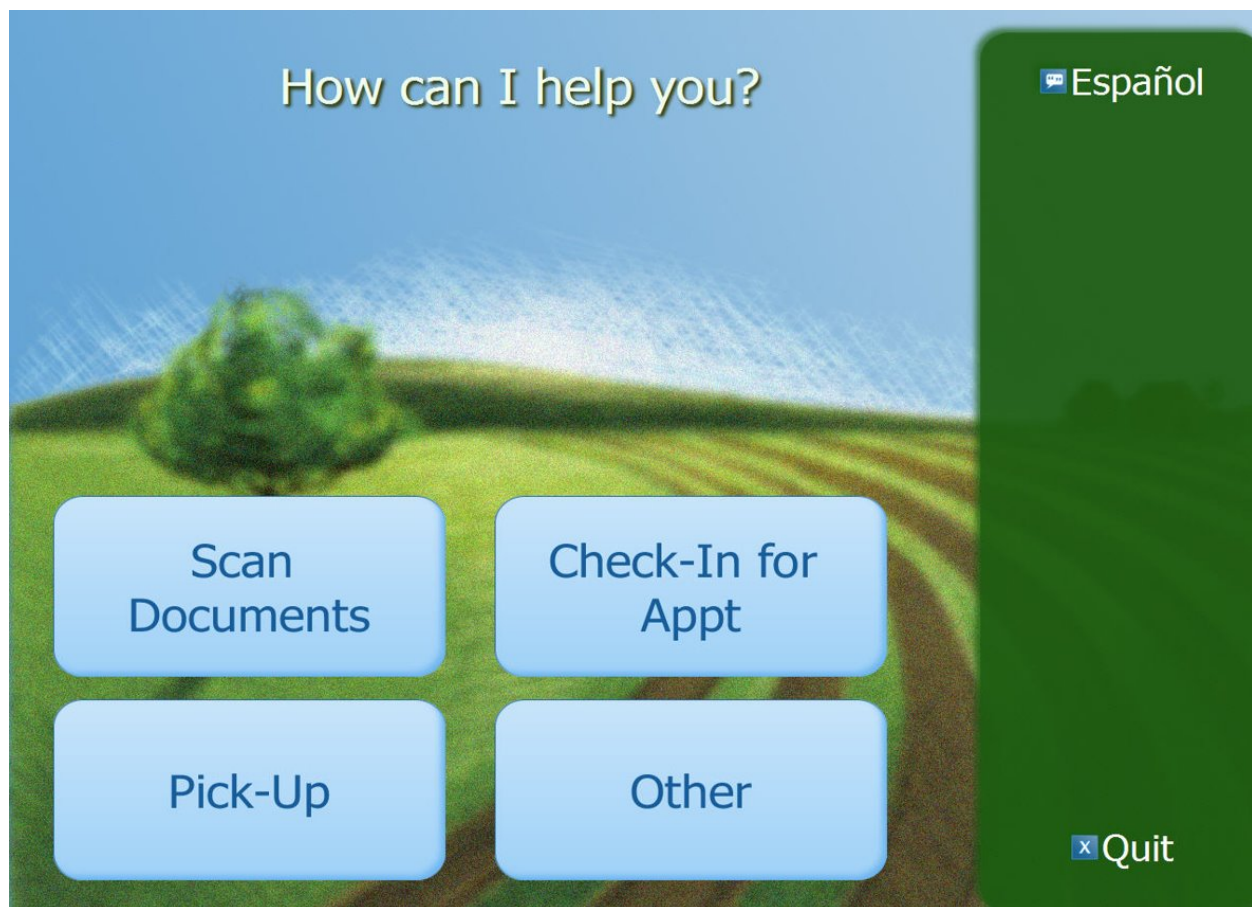 How can I help you?
Español
Scan
Documents
Check-In for
Appt
Pick-Up
Other
X Quit